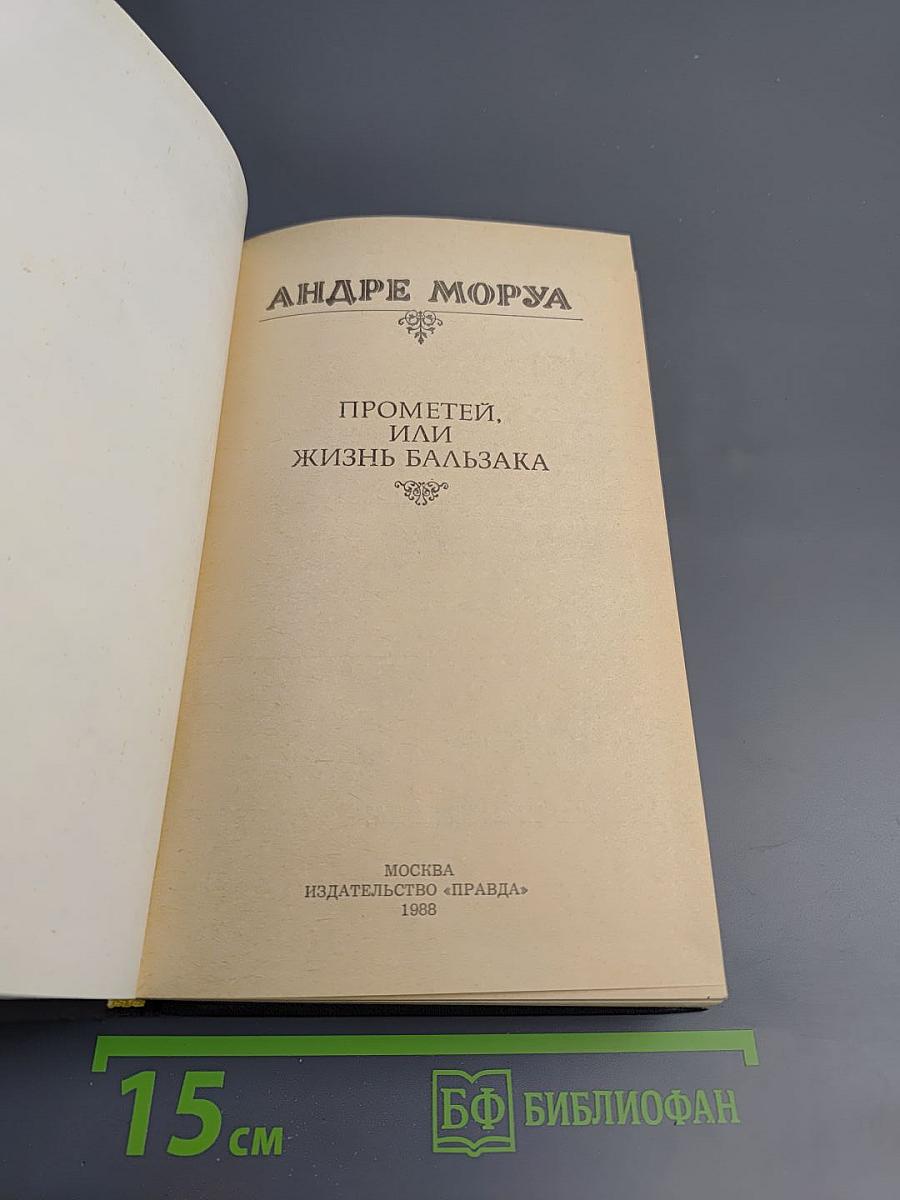 АНДРЕ МОРУА
ПРОМЕТЕЙ,
ИЛИ
ЖИЗНЬ БАЛЬЗАКА
МОСКВА
ИЗДАТЕЛЬСТВО «ПРАВДА»
1988
15 СМ
БФ БИБЛИОФАН